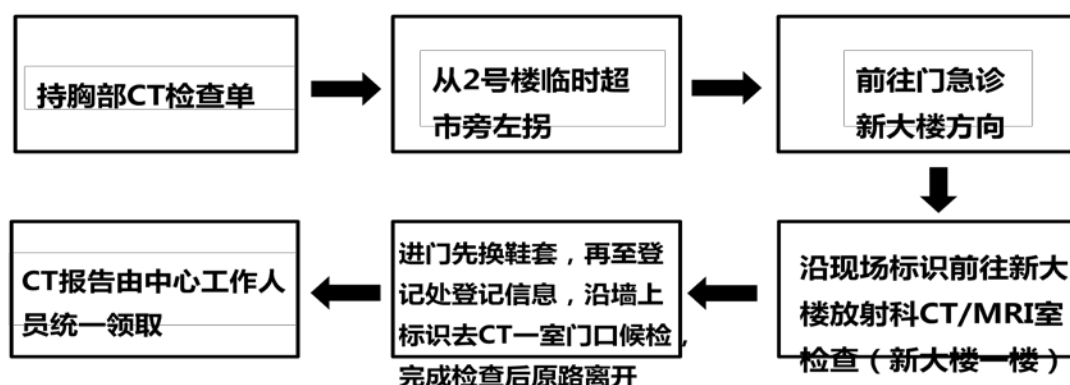 持胸部CT检查单
从2号楼临时超
市旁左拐
前往门急诊
新大楼方向
沿现场标识前往新大
楼放射科CT/MRI室
检查（新大楼一楼）
进门先换鞋套，再至登
记处登记信息，沿墙上
标识去CT一室门口候检，
完成检查后原路离开
CT报告由中心工作人
员统一领取